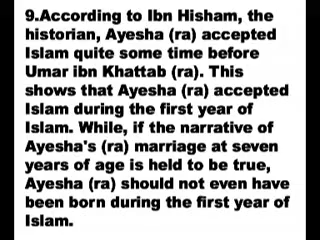 9.According to Ibn Hisham, the
historian, Ayesha (ra) accepted
Islam quite some time before
Umar ibn Khattab (ra). This
shows that Ayesha (ra) accepted
Islam during the first year of
Islam. While, if the narrative of
Ayesha's (ra) marriage at seven
years of age is held to be true,
Ayesha (ra) should not even have
been born during the first year of
Islam.